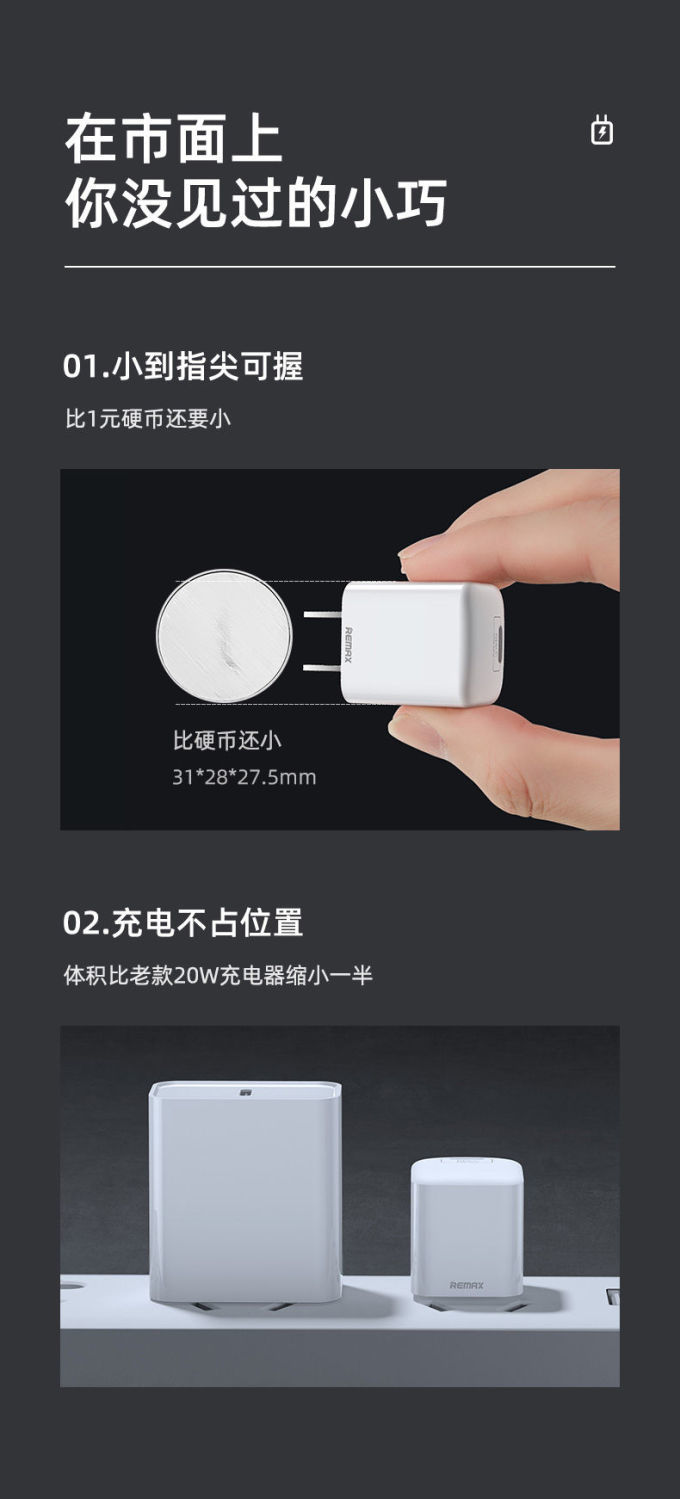 在市面上
你没见过的小巧
01.小到指尖可握
比1元硬币还要小
REMAX
比硬币还小
31*28*27.5mm
02.充电不占位置
体积比老款20W充电器缩小一半
REMAX